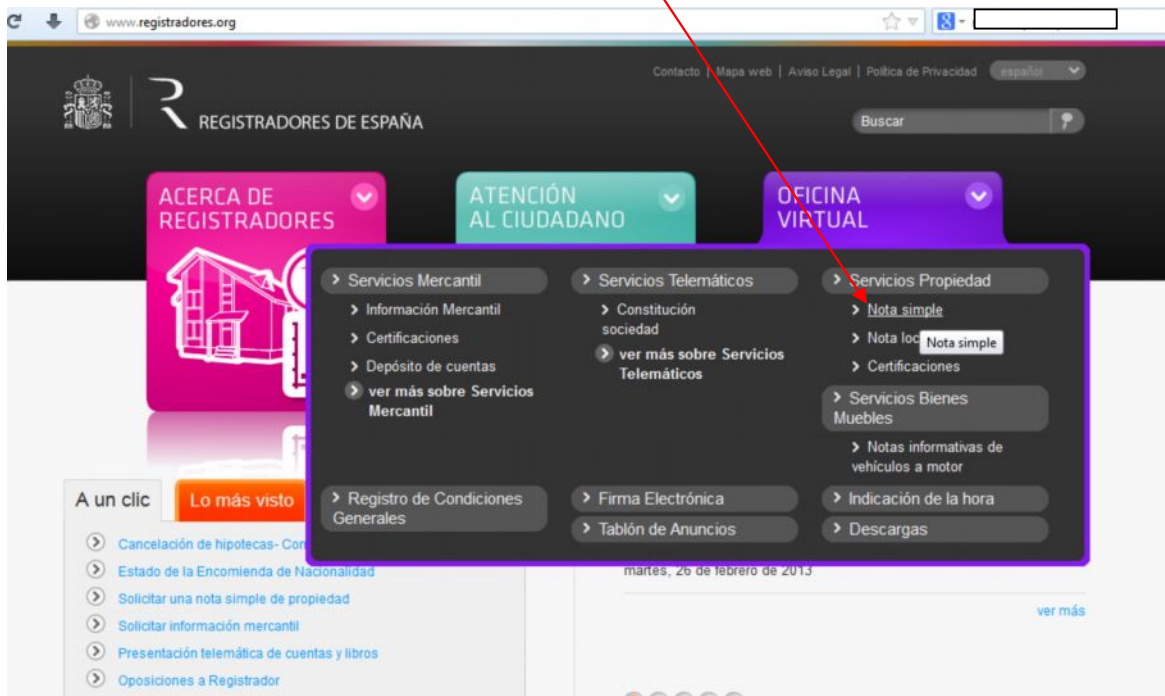 www.registradores.org
Contacto | Mapa web | Aviso Legal | Política de Privacidad español
REGISTRADORES DE ESPAÑA
Buscar
ACERCA DE
REGISTRADORES
ATENCIÓN
AL CIUDADANO
OFICINA
VIRTUAL
Servicios Mercantil
Información Mercantil
Certificaciones
Depósito de cuentas
ver más sobre Servicios
Mercantil
Servicios Telemáticos
Constitución
sociedad
ver más sobre Servicios
Telemáticos
Servicios Propiedad
Nota simple
Nota loc
Nota simple
Certificaciones
Servicios Bienes
Muebles
Notas informativas de
vehículos a motor
Registro de Condiciones
Generales
Firma Electrónica
Tablón de Anuncios
Indicación de la hora
Descargas
A un clic
Lo más visto
Cancelación de hipotecas- Con
Estado de la Encomienda de Nacionalidad
Solicitar una nota simple de propiedad
Solicitar información mercantil
Presentación telemática de cuentas y libros
Oposiciones a Registrador
martes, 26 de febrero de 2013
ver más